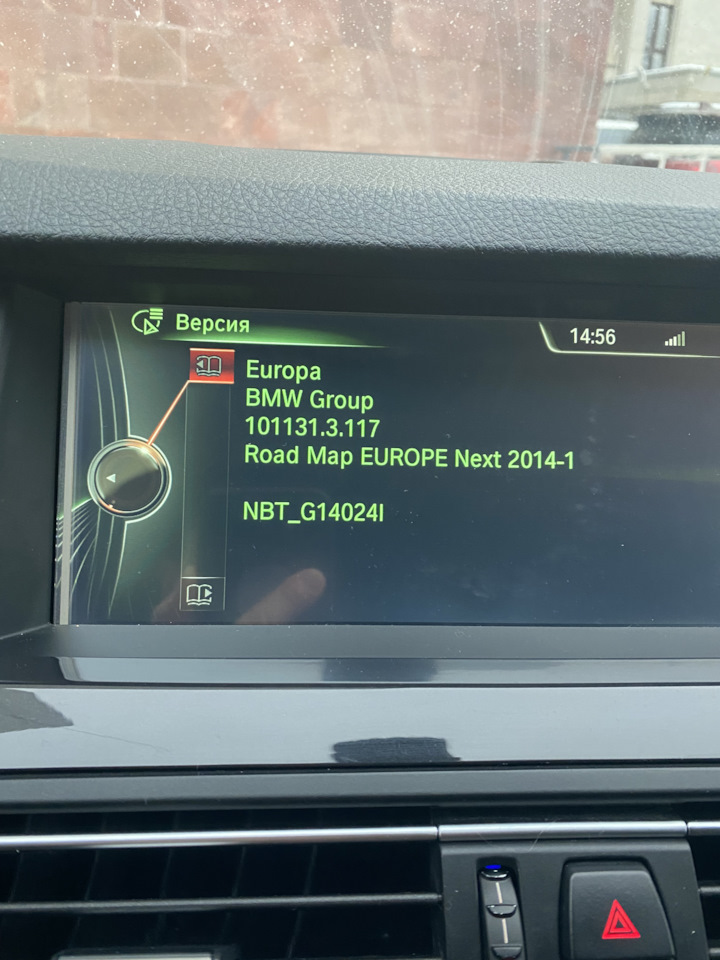 Версия
14:56
Europa
BMW Group
101131.3.117
Road Map EUROPE Next 2014-1
NBT_G14024I